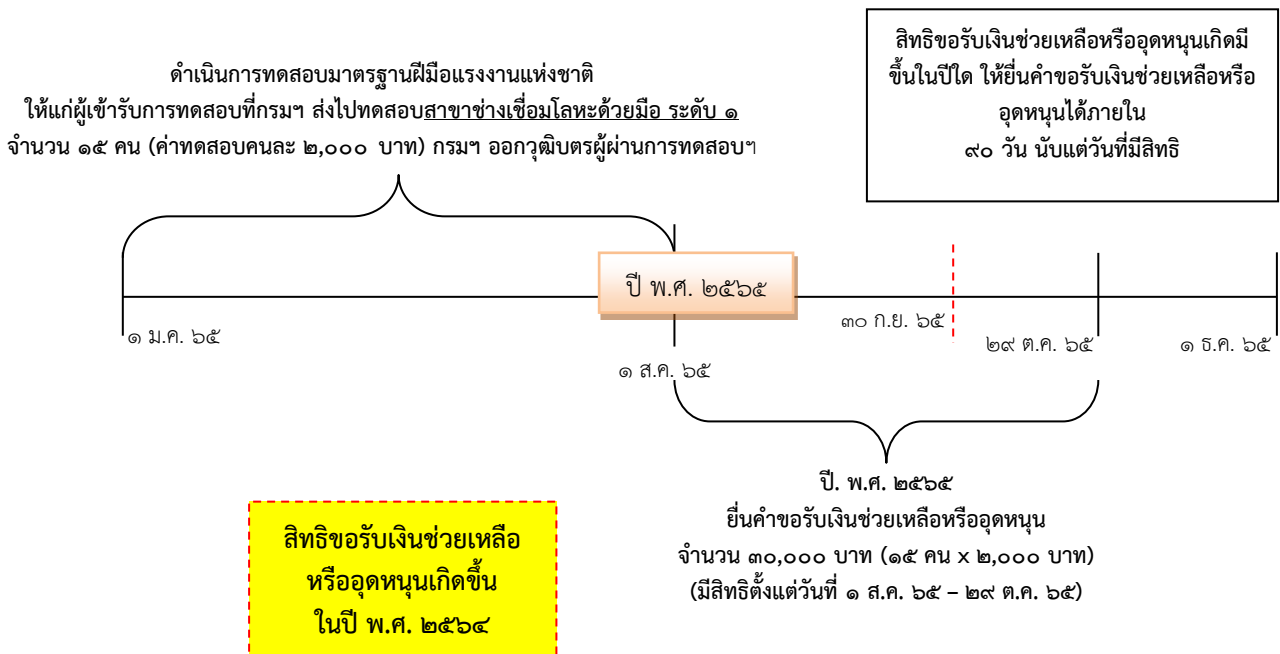 ดำเนินการทดสอบมาตรฐานฝีมือแรงงานแห่งชาติ
ให้แก่ผู้เข้ารับการทดสอบที่กรมฯ ส่งไปทดสอบสาขาช่างเชื่อมโลหะด้วยมือ ระดับ ๑
จำนวน ๑๕ คน (ค่าทดสอบคนละ ๒,๐๐๐ บาท) กรมฯ ออกวุฒิบตรผู้ผ่านการทดสอบฯ
สิทธิขอรับเงินช่วยเหลือหรืออุดหนุนเกิดมี
ขึ้นในปีใด ให้ยื่นคำขอรับเงินช่วยเหลือหรือ
อุดหนุนได้ภายใน
๙๐ วัน นับแต่วันที่มีสิทธิ
ปี พ.ศ. ๒๕๖๕
๑ ม.ค. ๖๕
๑ ส.ค. ๖๕
๓๐ ก.ย. ๖๕
๒๙ ต.ค. ๖๕
๑ ธ.ค. ๖๕
ปี. พ.ศ. ๒๕๖๕
ยื่นคำขอรับเงินช่วยเหลือหรืออุดหนุน
จำนวน ๓๐,๐๐๐ บาท (๑๕ คน x ๒,๐๐๐ บาท)
(มีสิทธิตั้งแต่วันที่ ๑ ส.ค. ๖๕ – ๒๙ ต.ค. ๖๕)
สิทธิขอรับเงินช่วยเหลือ
หรืออุดหนุนเกิดขึ้น
ในปี พ.ศ. ๒๕๖๔